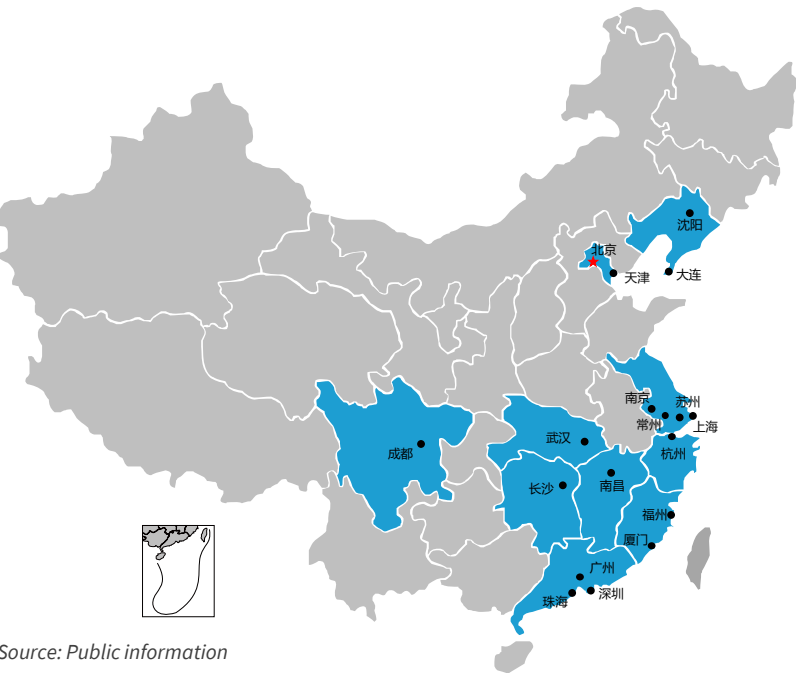 沈阳
北京
大连
天津
南京
苏州
常州
上海
武汉
杭州
成都
长沙
南昌
福州
厦门
广州
深圳
珠海
Source: Public information